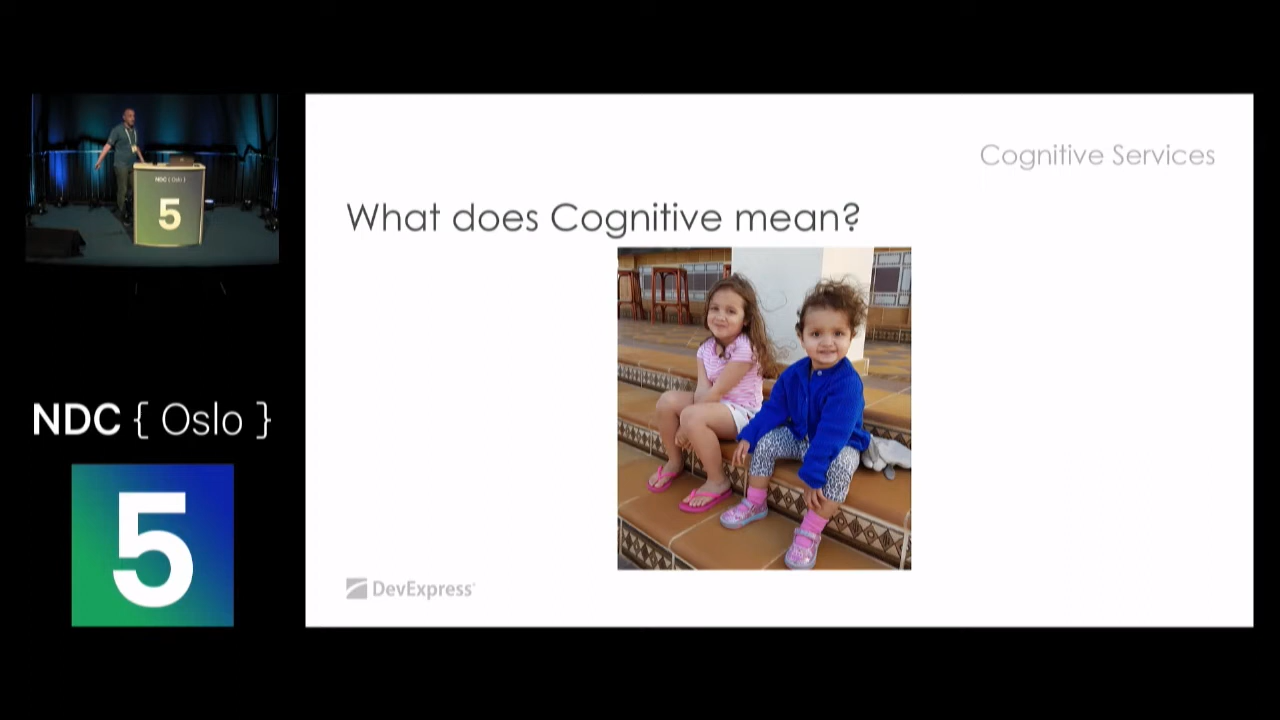 NDC { Oslo }
5
NDC { Oslo }
5
Cognitive Services
What does Cognitive mean?
DevExpress